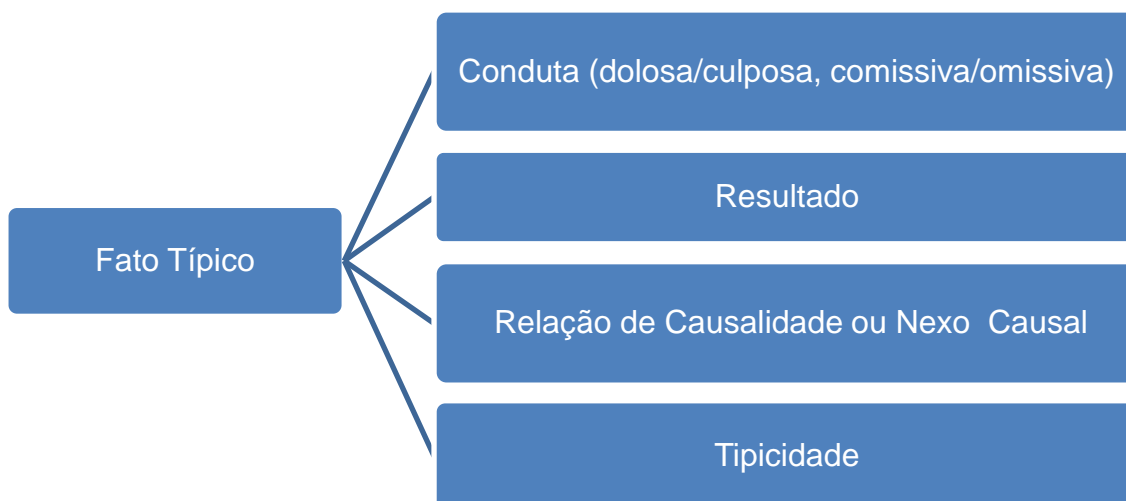 Fato Típico
Conduta (dolosa/culposa, comissiva/omissiva)
Resultado
Relação de Causalidade ou Nexo  Causal
Tipicidade